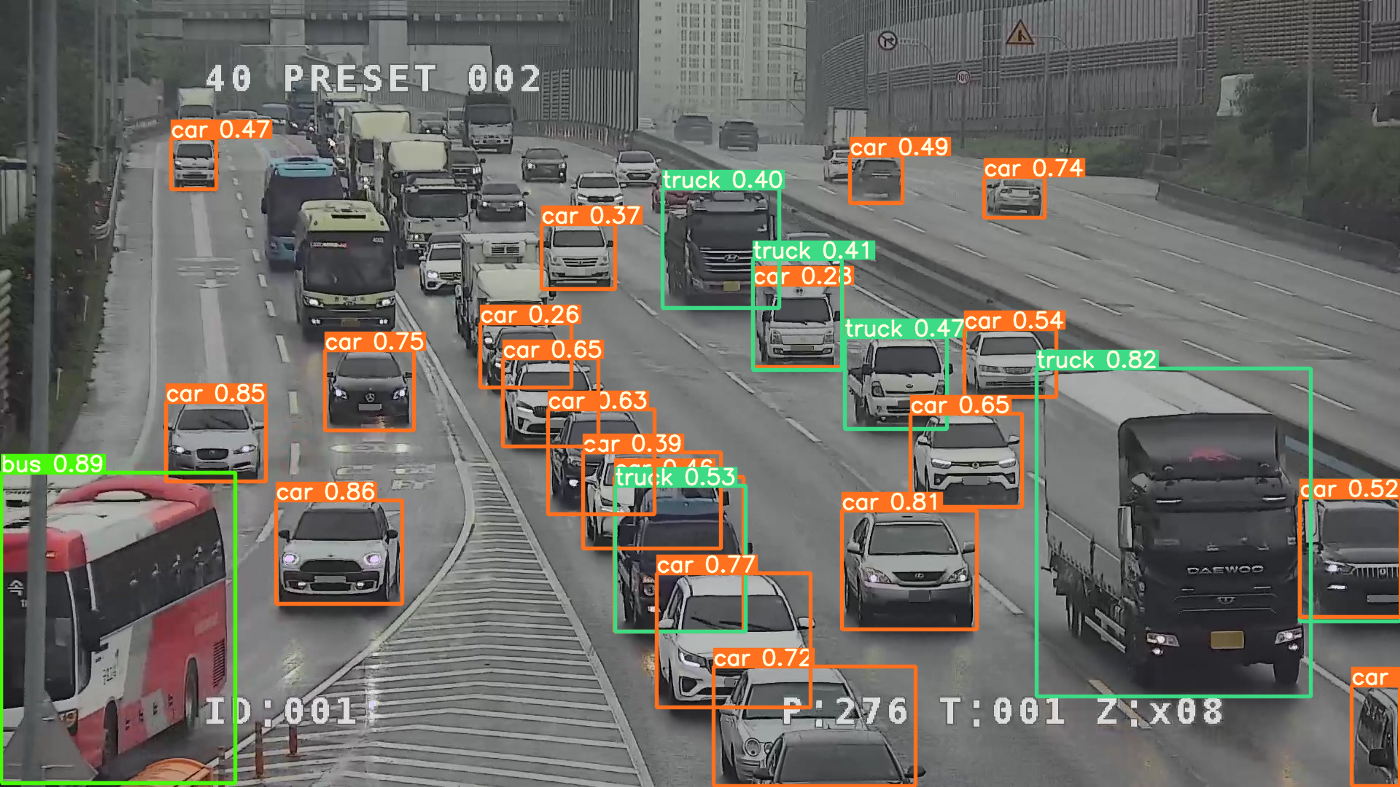 40 PRESET 002
car 0.47
car 0.49
car 0.74
truck 0.40
car 0.37
truck 0.41
car 0.28
car 0.26
truck 0.47
car 0.54
car 0.75
car 0.65
truck 0.82
car 0.85
car 0.63
car 0.65
car 0.39
car 0.46
bus 0.89
truck 0.53
car 0.86
car 0.81
car 0.52
car 0.77
DAEWOO
car 0.72
car
ID:001
P:276 T:001 Z:x08